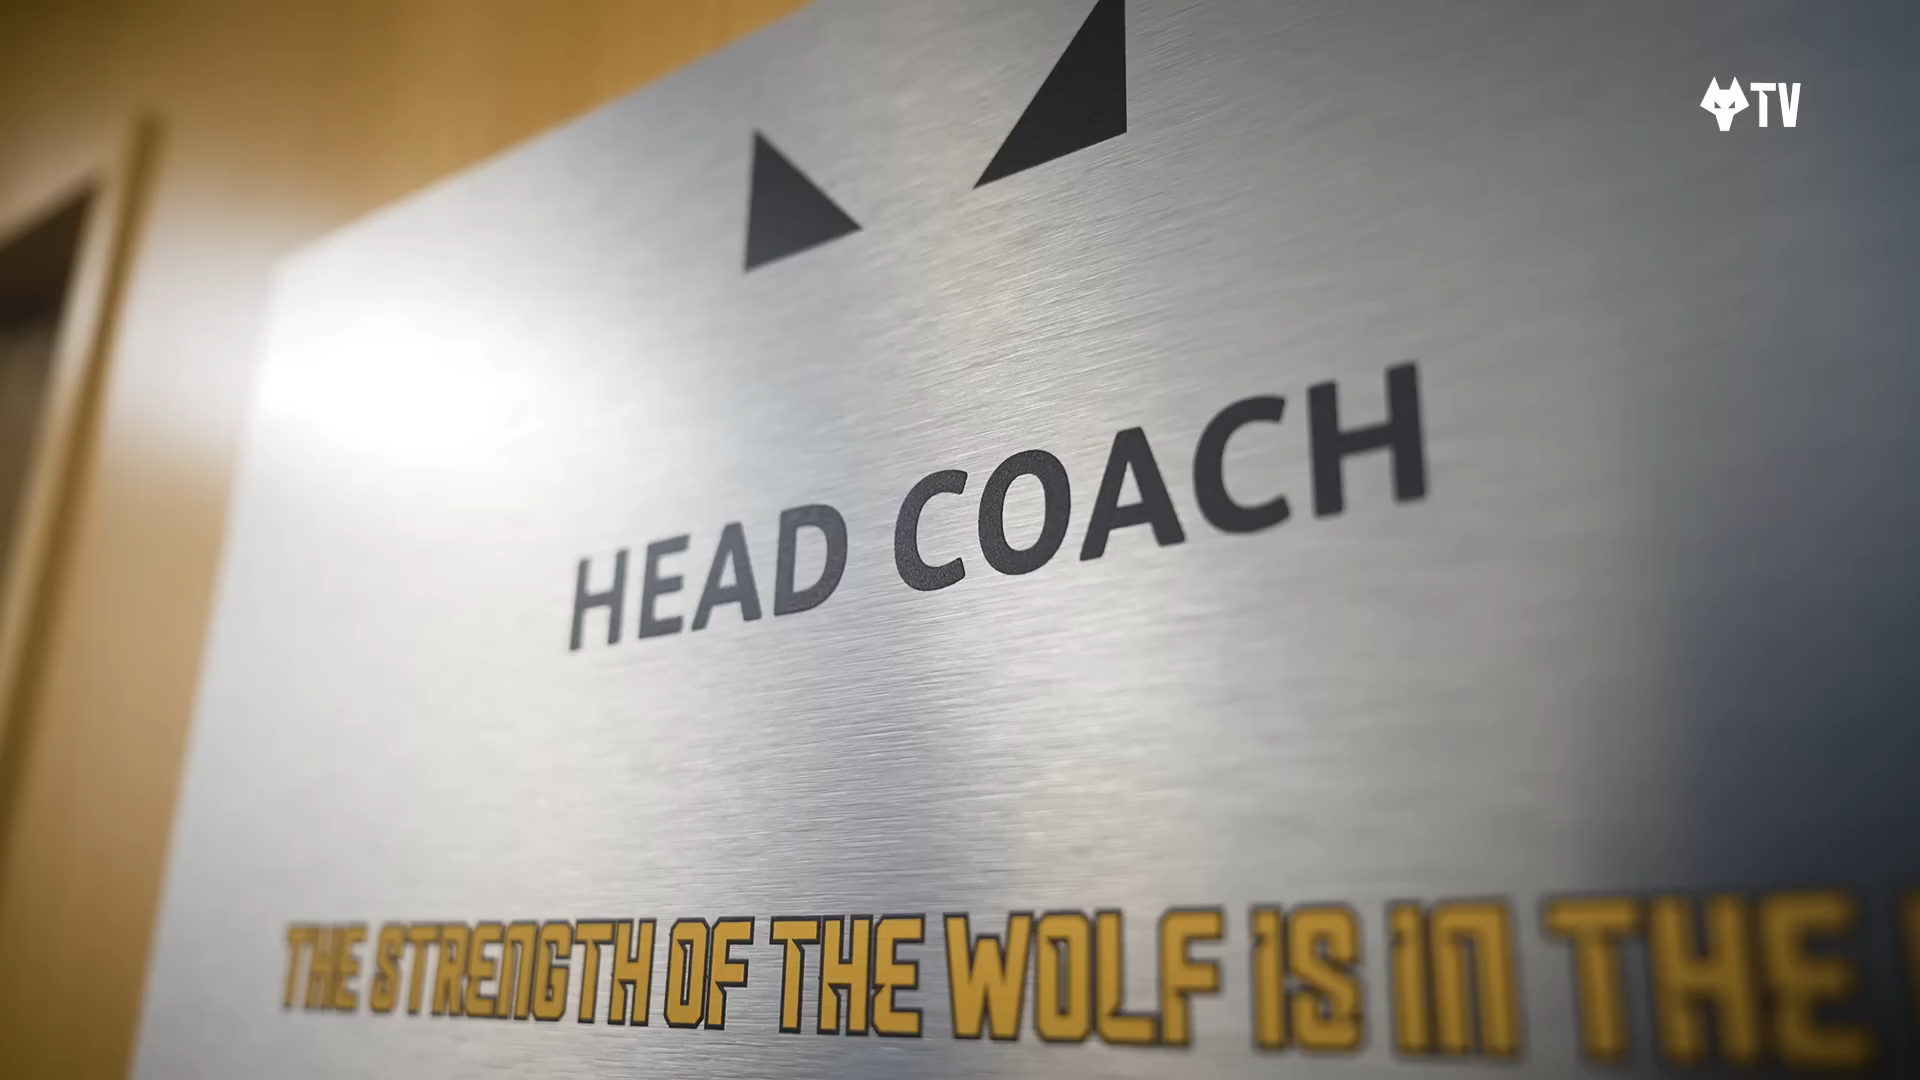 TV
HEAD COACH
THE STRENGTH OF THE WOLF IS IN THE